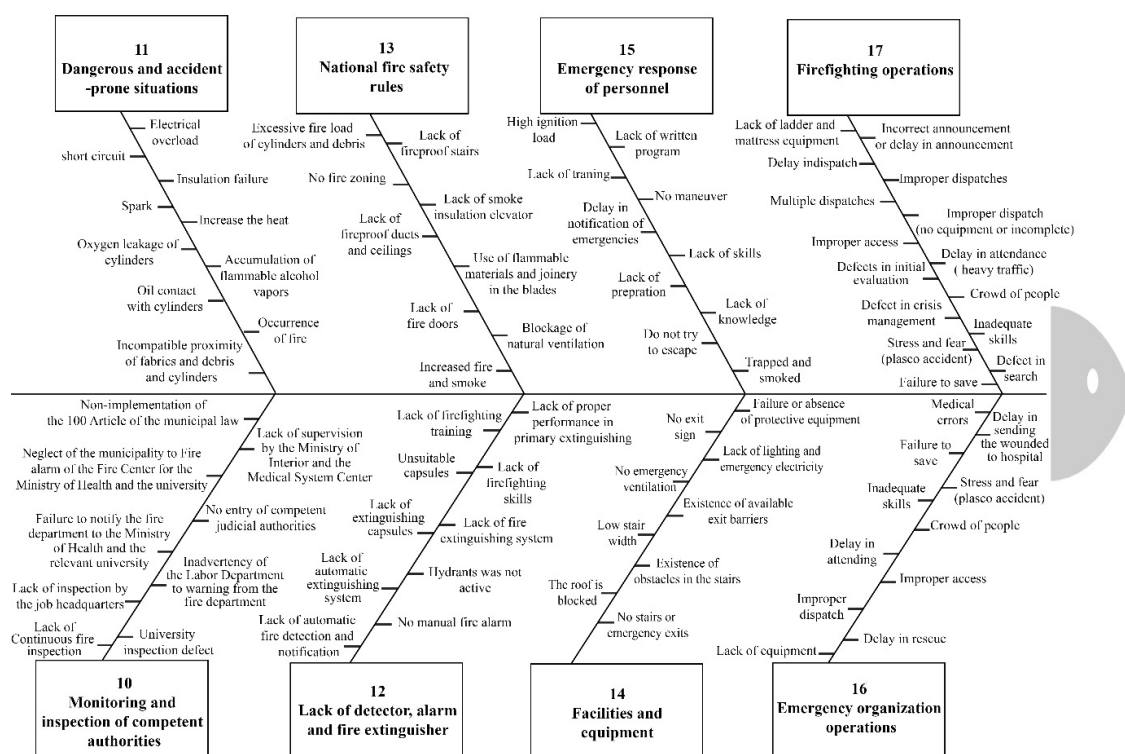 11
Dangerous and accident
-prone situations
Electrical
overload
short circuit
Insulation failure
Spark
Increase the heat
Oxygen leakage of
cylinders
Accumulation of
flammable alcohol
vapors
Oil contact
with cylinders
Occurrence
of fire
Incompatible proximity
of fabrics and debris
and cylinders
13
National fire safety
rules
Excessive fire load
of cylinders and debris
Lack of
fireproof stairs
No fire zoning
Lack of smoke
insulation elevator
Lack of
fireproof ducts
and ceilings
Use of flammable
materials and joinery
in the blades
Lack of
fire doors
Blockage of
natural ventilation
Increased fire
and smoke
15
Emergency response
of personnel
High ignition
load
Lack of written
program
Lack of traning
No maneuver
Delay in
notification of
emergencies
Lack of skills
Lack of
prepration
Lack of
knowledge
Do not try
to escape
Trapped and
smoked
17
Firefighting operations
Lack of ladder and
mattress equipment
Incorrect announcement
or delay in announcement
Delay indispatch
Improper dispatches
Multiple dispatches
Improper dispatch
(no equipment or incomplete)
Improper access
Delay in attendance
( heavy traffic)
Defects in initial
evaluation
Crowd of people
Defect in crisis
management
Inadequate
skills
Stress and fear
(plasco accident)
Defect in
search
Failure to save
Non-implementation of
the 100 Article of the municipal law
Lack of supervision
by the Ministry of
Interior and the
Medical System Center
Neglect of the municipality to Fire
alarm of the Fire Center for the
Ministry of Health and the university
No entry of competent
judicial authorities
Failure to notify the fire
department to the Ministry
of Health and the
relevant university
Inadvertency of
the Labor Department
to warning from the
fire department
Lack of inspection by
the job headquarters
Lack of
Continuous fire
inspection
University
inspection defect
10
Monitoring and
inspection of competent
authorities
Lack of firefighting
training
Lack of proper
performance in
primary extinguishing
Unsuitable
capsules
Lack of
firefighting
skills
Lack of
extinguishing
capsules
Lack of fire
extinguishing system
Lack of
automatic
extinguishing
system
Hydrants was not
active
Lack of automatic
fire detection and
notification
No manual fire alarm
12
Lack of detector, alarm
and fire extinguisher
No exit
sign
Failure or absence
of protective equipment
No emergency
ventilation
Lack of lighting and
emergency electricity
Low stair
width
Existence of available
exit barriers
The roof is
blocked
Existence of
obstacles in the stairs
No stairs or
emergency exits
14
Facilities and
equipment
Medical
errors
Delay in
sending
the wounded
to hospital
Failure to
save
Stress and fear
(plasco accident)
Inadequate
skills
Crowd of people
Delay in
attending
Improper access
Improper
dispatch
Delay in rescue
Lack of equipment
16
Emergency organization
operations